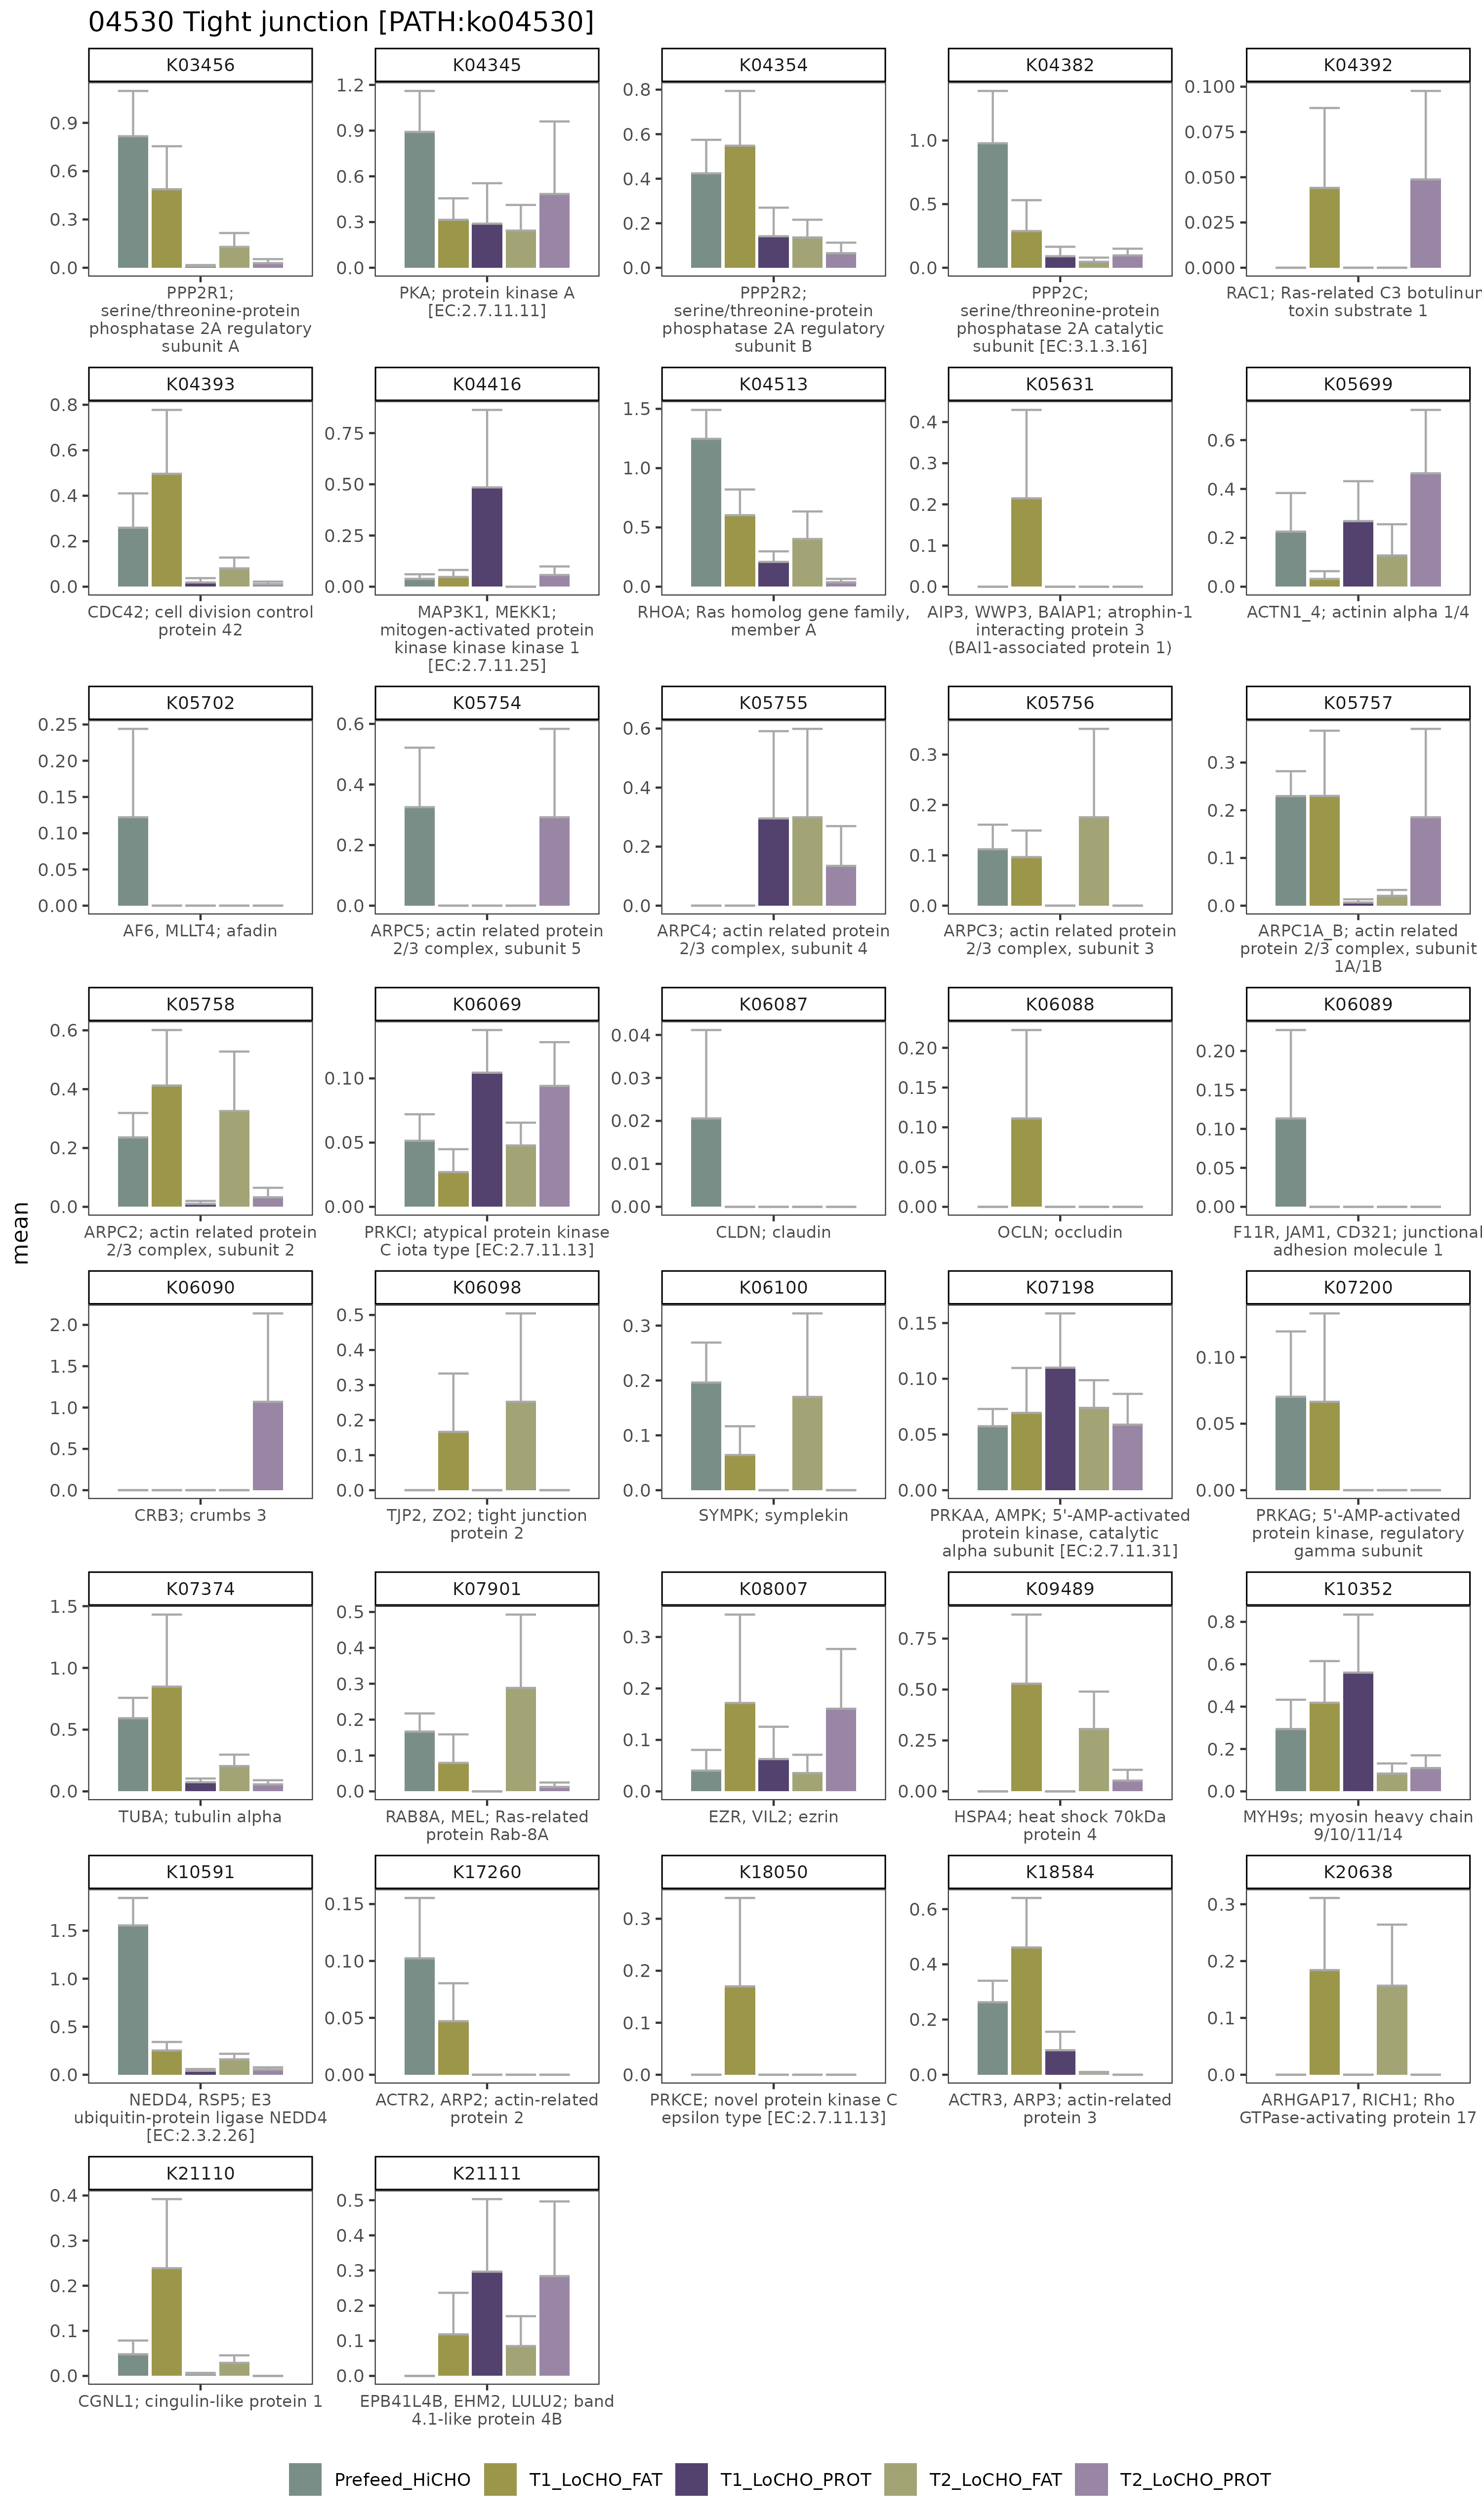 04530 Tight junction [PATH:ko04530]
mean
K03456
0.9
0.6
0.3
0.0
PPP2R1;
serine/threonine-protein
phosphatase 2A regulatory
subunit A
K04345
1.2
0.9
0.6
0.3
0.0
PKA; protein kinase A
[EC:2.7.11.11]
K04354
0.8
0.6
0.4
0.2
0.0
PPP2R2;
serine/threonine-protein
phosphatase 2A regulatory
subunit B
K04382
1.0
0.5
0.0
PPP2C;
serine/threonine-protein
phosphatase 2A catalytic
subunit [EC:3.1.3.16]
K04392
0.100
0.075
0.050
0.025
0.000
RAC1; Ras-related C3 botulinum
toxin substrate 1
K04393
0.8
0.6
0.4
0.2
0.0
CDC42; cell division control
protein 42
K04416
0.75
0.50
0.25
0.00
MAP3K1, MEKK1;
mitogen-activated protein
kinase kinase kinase 1
[EC:2.7.11.25]
K04513
1.5
1.0
0.5
0.0
RHOA; Ras homolog gene family,
member A
K05631
0.4
0.3
0.2
0.1
0.0
AIP3, WWP3, BAIAP1; atrophin-1
interacting protein 3
(BAI1-associated protein 1)
K05699
0.6
0.4
0.2
0.0
ACTN1_4; actinin alpha 1/4
K05702
0.25
0.20
0.15
0.10
0.05
0.00
AF6, MLLT4; afadin
K05754
0.6
0.4
0.2
0.0
ARPC5; actin related protein
2/3 complex, subunit 5
K05755
0.6
0.4
0.2
0.0
ARPC4; actin related protein
2/3 complex, subunit 4
K05756
0.3
0.2
0.1
0.0
ARPC3; actin related protein
2/3 complex, subunit 3
K05757
0.3
0.2
0.1
0.0
ARPC1A_B; actin related
protein 2/3 complex, subunit
1A/1B
K05758
0.6
0.4
0.2
0.0
ARPC2; actin related protein
2/3 complex, subunit 2
K06069
0.10
0.05
0.00
PRKCI; atypical protein kinase
C iota type [EC:2.7.11.13]
K06087
0.04
0.03
0.02
0.01
0.00
CLDN; claudin
K06088
0.20
0.15
0.10
0.05
0.00
OCLN; occludin
K06089
0.20
0.15
0.10
0.05
0.00
F11R, JAM1, CD321; junctional
adhesion molecule 1
K06090
2.0
1.5
1.0
0.5
0.0
CRB3; crumbs 3
K06098
0.5
0.4
0.3
0.2
0.1
0.0
TJP2, ZO2; tight junction
protein 2
K06100
0.3
0.2
0.1
0.0
SYMPK; symplekin
K07198
0.15
0.10
0.05
0.00
PRKAA, AMPK; 5'-AMP-activated
protein kinase, catalytic
alpha subunit [EC:2.7.11.31]
K07200
0.10
0.05
0.00
PRKAG; 5'-AMP-activated
protein kinase, regulatory
gamma subunit
K07374
1.5
1.0
0.5
0.0
TUBA; tubulin alpha
K07901
0.5
0.4
0.3
0.2
0.1
0.0
RAB8A, MEL; Ras-related
protein Rab-8A
K08007
0.3
0.2
0.1
0.0
EZR, VIL2; ezrin
K09489
0.75
0.50
0.25
0.00
HSPA4; heat shock 70kDa
protein 4
K10352
0.8
0.6
0.4
0.2
0.0
MYH9s; myosin heavy chain
9/10/11/14
K10591
1.5
1.0
0.5
0.0
NEDD4, RSP5; E3
ubiquitin-protein ligase NEDD4
[EC:2.3.2.26]
K17260
0.15
0.10
0.05
0.00
ACTR2, ARP2; actin-related
protein 2
K18050
0.3
0.2
0.1
0.0
PRKCE; novel protein kinase C
epsilon type [EC:2.7.11.13]
K18584
0.6
0.4
0.2
0.0
ACTR3, ARP3; actin-related
protein 3
K20638
0.3
0.2
0.1
0.0
ARHGAP17, RICH1; Rho
GTPase-activating protein 17
K21110
0.4
0.3
0.2
0.1
0.0
CGNL1; cingulin-like protein 1
K21111
0.5
0.4
0.3
0.2
0.1
0.0
EPB41L4B, EHM2, LULU2; band
4.1-like protein 4B
Prefeed_HiCHO
T1_LoCHO_FAT
T1_LoCHO_PROT
T2_LoCHO_FAT
T2_LoCHO_PROT